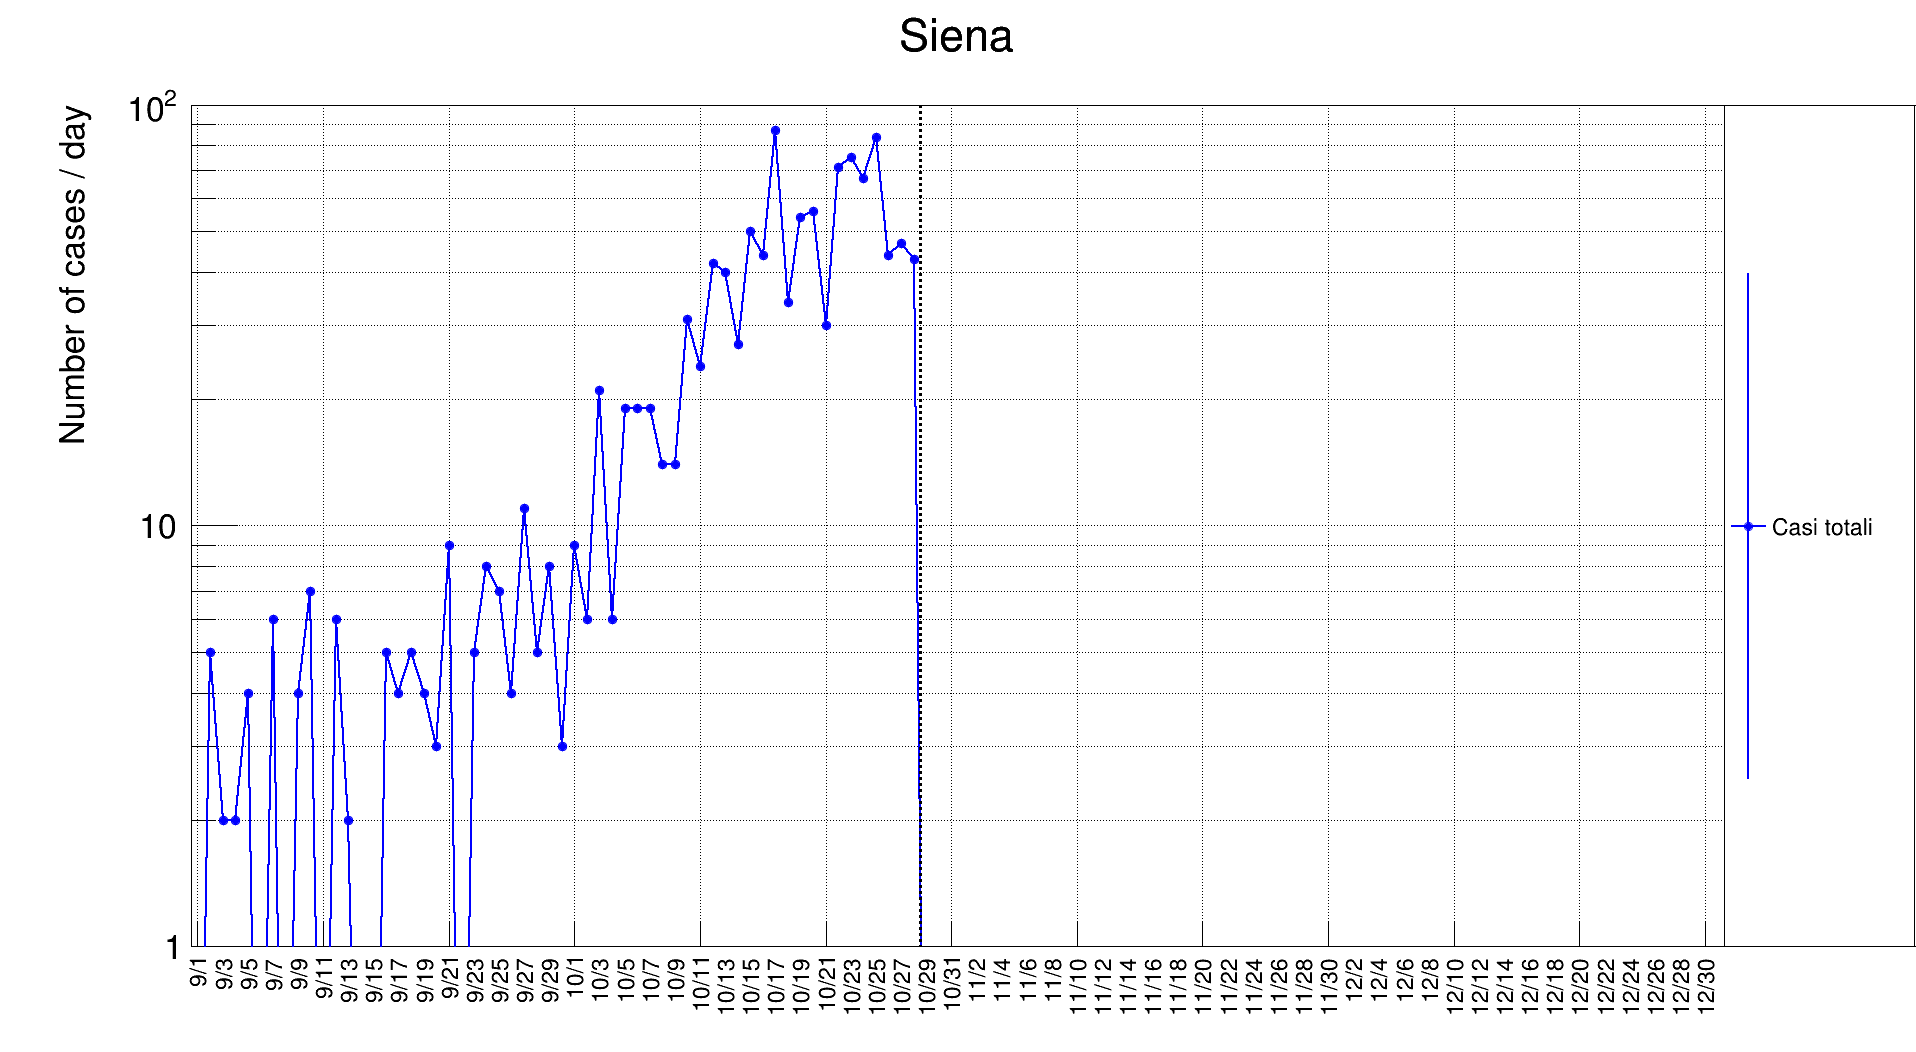 Siena
Number of cases / day
10²
10
1
9/1 9/3 9/5 9/7 9/9 9/11 9/13 9/15 9/17 9/19 9/21 9/23 9/25 9/27 9/29 10/1 10/3 10/5 10/7 10/9 10/11 10/13 10/15 10/17 10/19 10/21 10/23 10/25 10/27 10/29 10/31 11/2 11/4 11/6 11/8 11/10 11/12 11/14 11/16 11/18 11/20 11/22 11/24 11/26 11/28 11/30 12/2 12/4 12/6 12/8 12/10 12/12 12/14 12/16 12/18 12/20 12/22 12/24 12/26 12/28 12/30
Casi totali